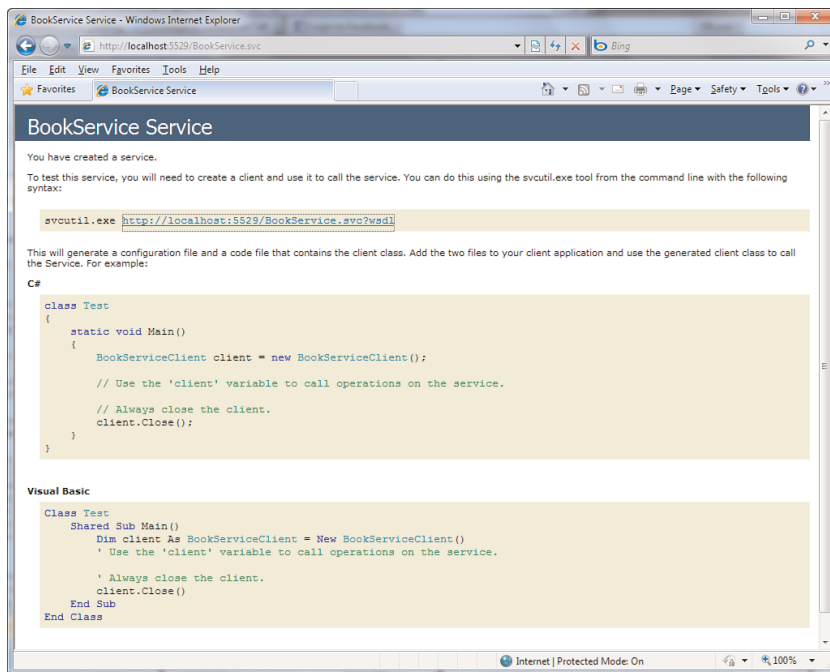 BookService Service - Windows Internet Explorer
http://localhost:5529/BookService.svc
Bing
File Edit View Favorites Tools Help
Favorites BookService Service Page Safety Tools
BookService Service
You have created a service.
To test this service, you will need to create a client and use it to call the service. You can do this using the svcutil.exe tool from the command line with the following
syntax:
svcutil.exe http://localhost:5529/BookService.svc?wsdl
This will generate a configuration file and a code file that contains the client class. Add the two files to your client application and use the generated client class to call
the Service. For example:
C#
class Test
{
    static void Main()
    {
        BookServiceClient client = new BookServiceClient();
        // Use the 'client' variable to call operations on the service.
        // Always close the client.
        client.Close();
    }
}
Visual Basic
Class Test
    Shared Sub Main()
        Dim client As BookServiceClient = New BookServiceClient()
        ' Use the 'client' variable to call operations on the service.
        ' Always close the client.
        client.Close()
    End Sub
End Class
Internet | Protected Mode: On 100%